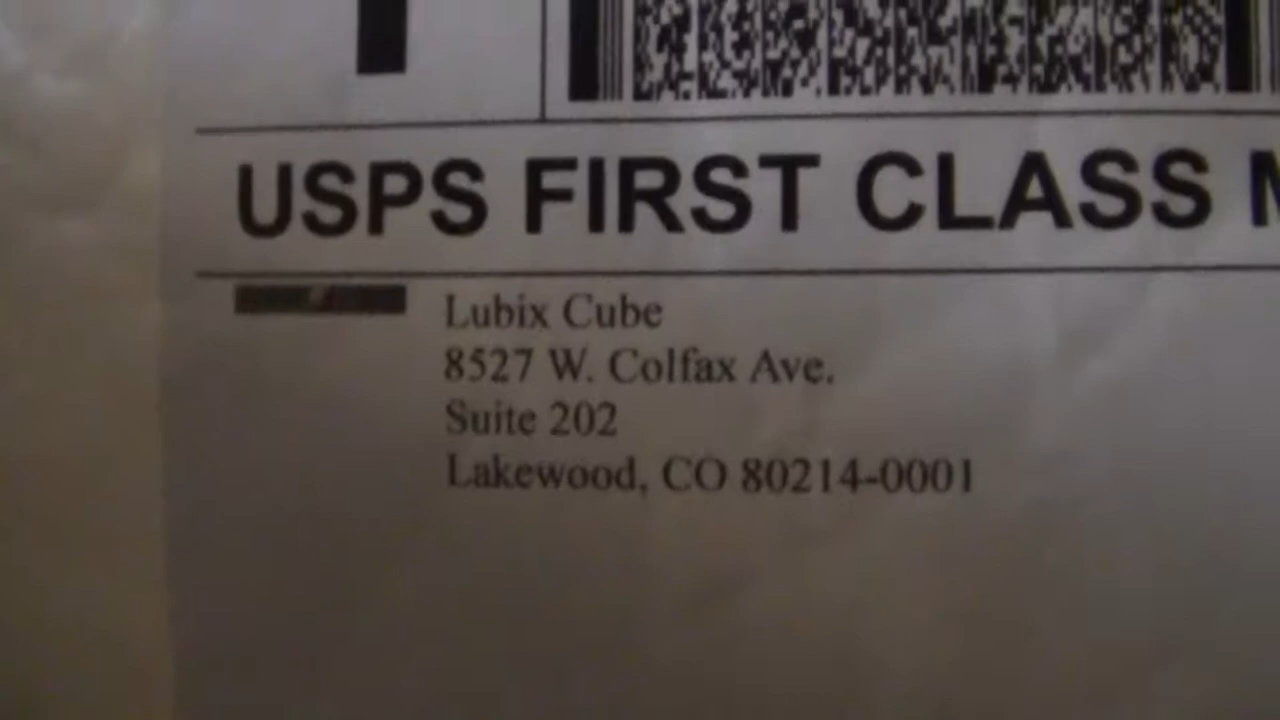 USPS FIRST CLASS
Lubix Cube
8527 W. Colfax Ave.
Suite 202
Lakewood, CO 80214-0001